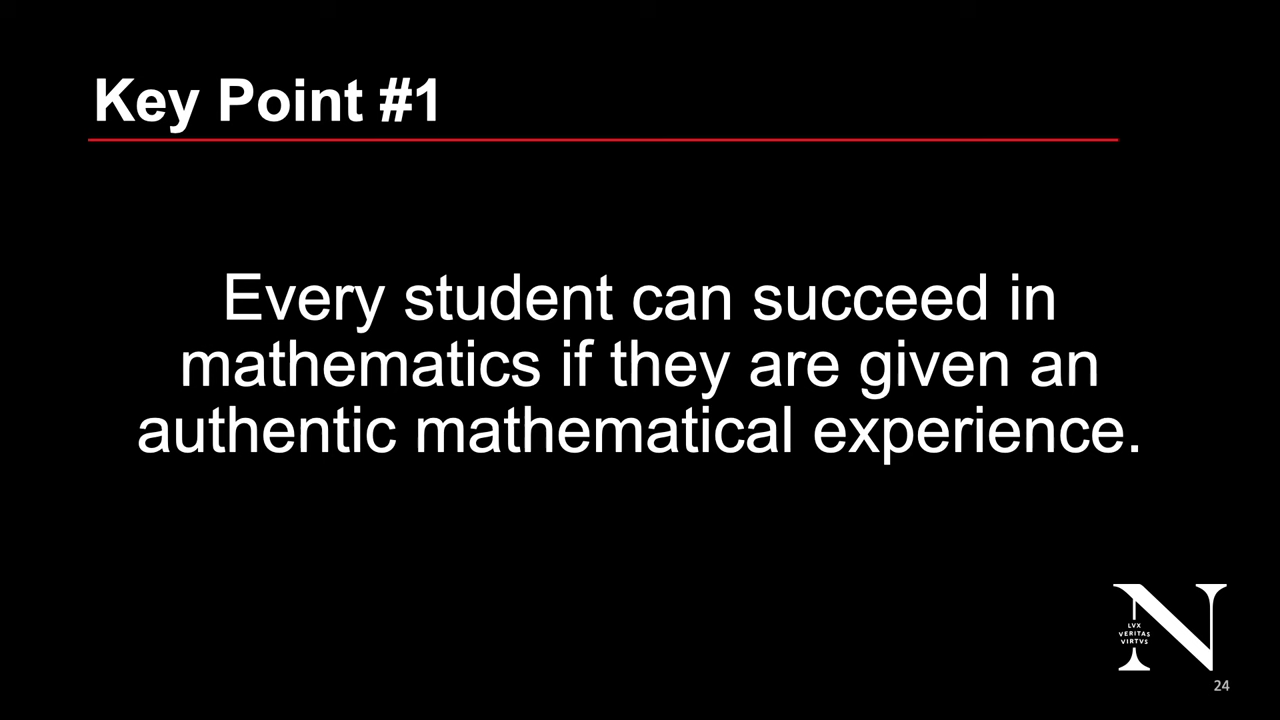 Key Point #1
Every student can succeed in
mathematics if they are given an
authentic mathematical experience.
N
LVX
VERITAS
VIRTVS
24